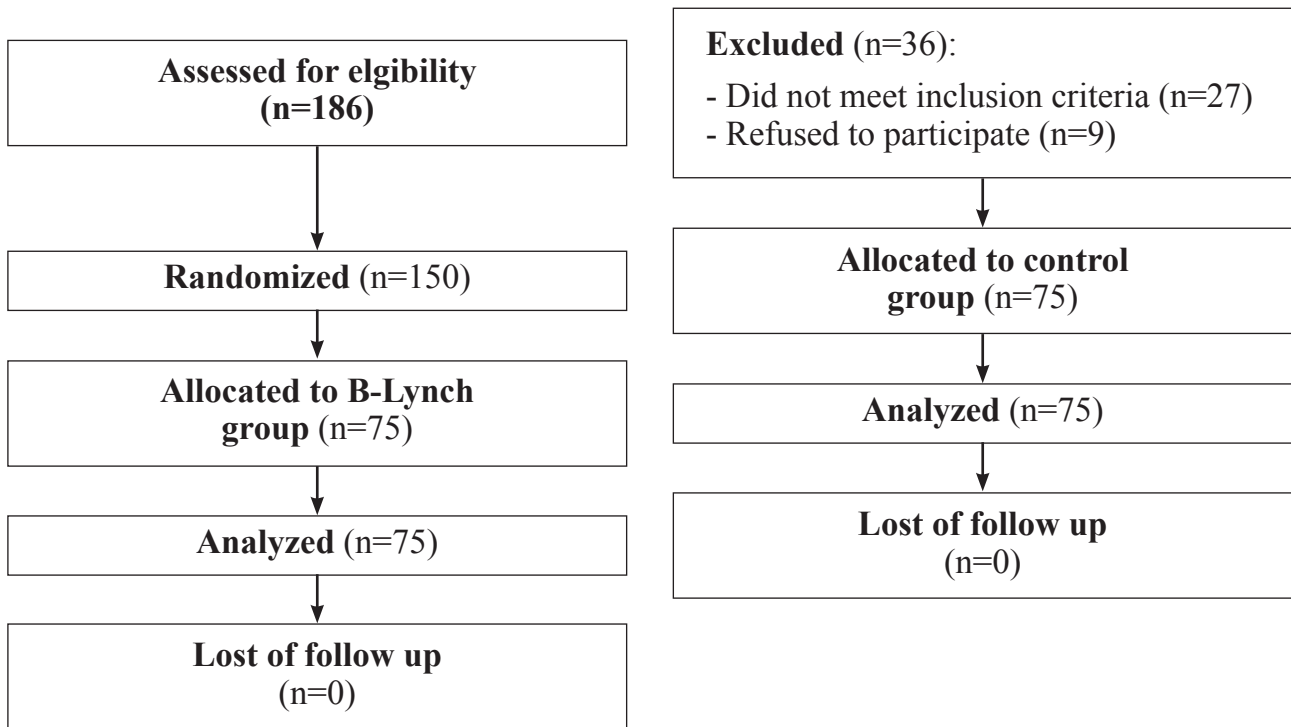 Assessed for elgibility
(n=186)
Randomized (n=150)
Allocated to B-Lynch
group (n=75)
Analyzed (n=75)
Lost of follow up
(n=0)
Excluded (n=36):
- Did not meet inclusion criteria (n=27)
- Refused to participate (n=9)
Allocated to control
group (n=75)
Analyzed (n=75)
Lost of follow up
(n=0)